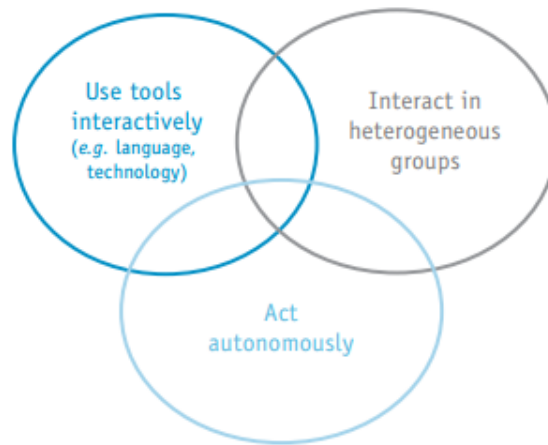 Use tools
interactively
(e.g. language,
technology)
Interact in
heterogeneous
groups
Act
autonomously